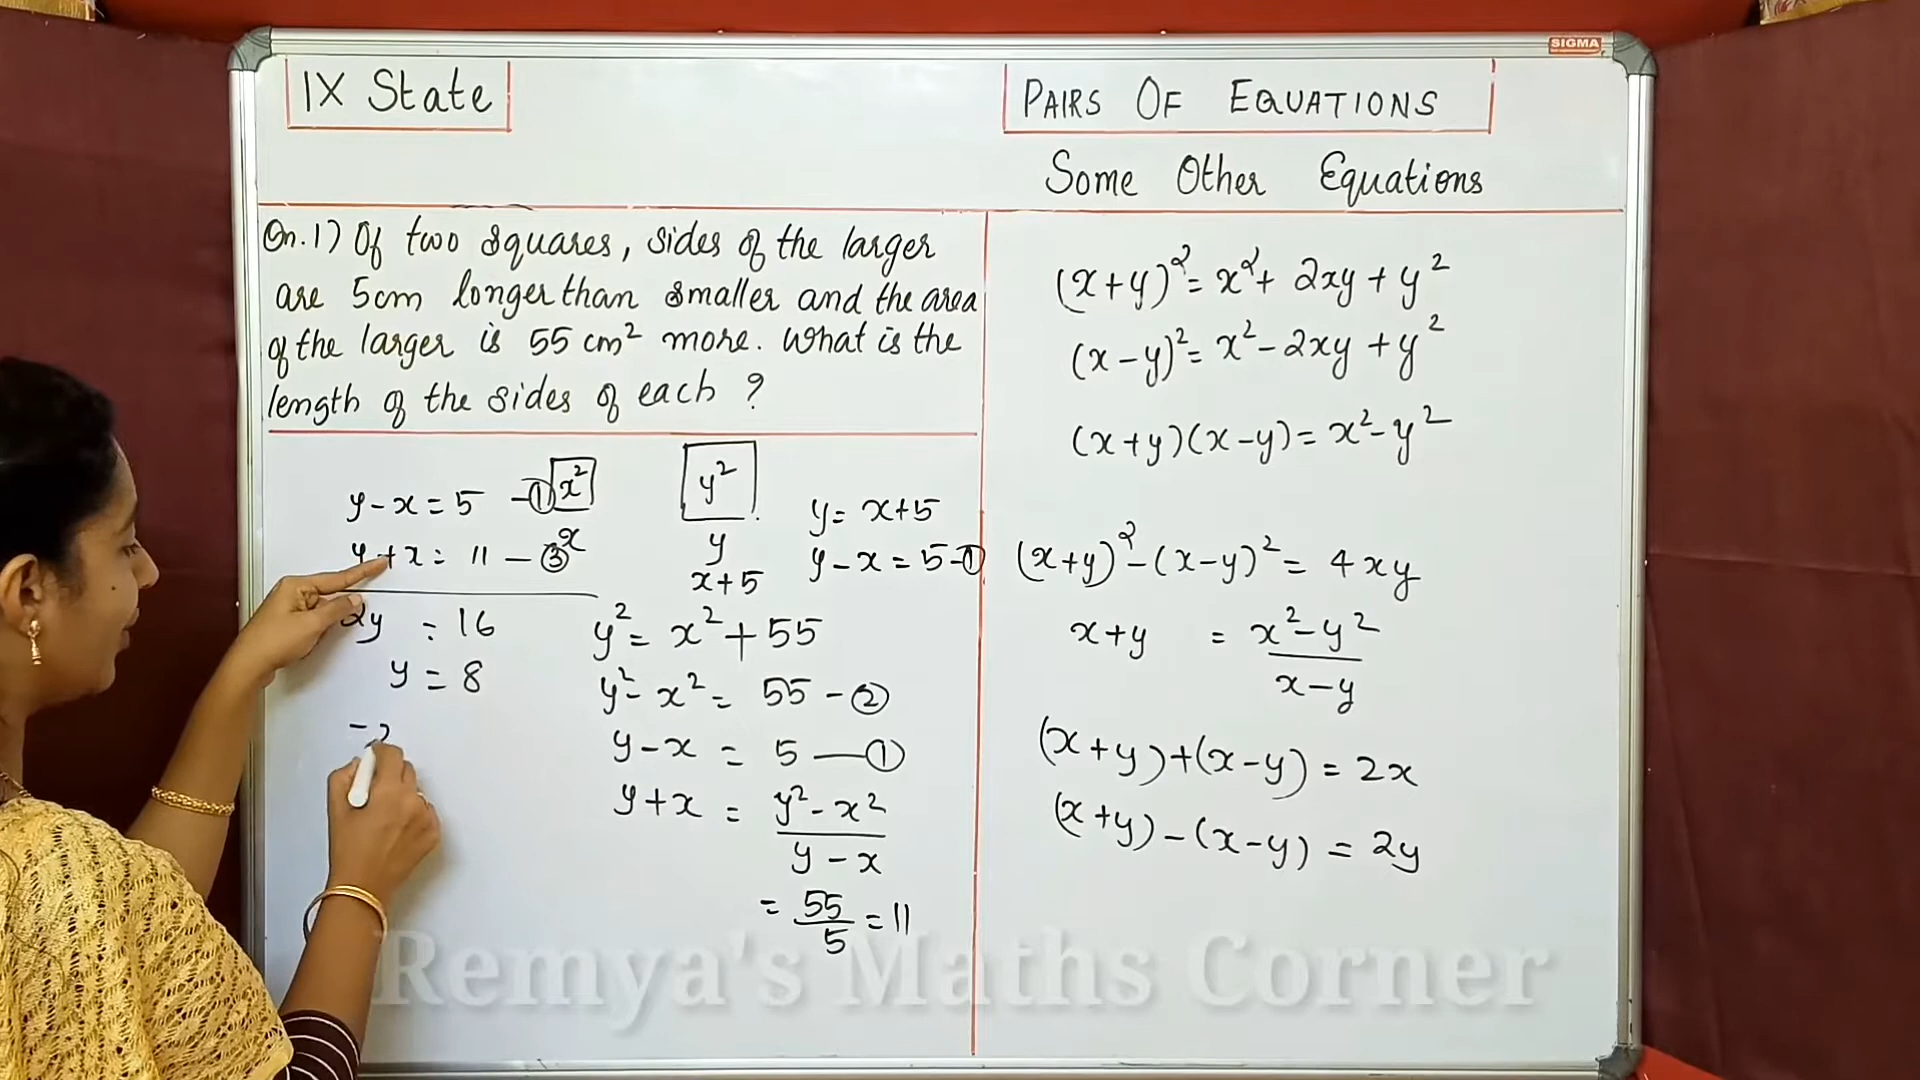 SIGMA
IX State
PAIRS OF EQUATIONS
Some Other Equations
Qn.1) Of two squares, sides of the larger
are 5cm longer than smaller and the area
of the larger is 55 cm² more. What is the
length of the sides of each ?
y - x = 5 - ①
y + x = 11 - ③
2y = 16
y = 8
x²
x
y²
y
x+5
y = x+5
y - x = 5 - ①
y² = x² + 55
y² - x² = 55 - ②
y - x = 5 — ①
y + x = y² - x² / y - x
= 55/5 = 11
(x+y)² = x² + 2xy + y²
(x-y)² = x² - 2xy + y²
(x+y)(x-y) = x² - y²
(x+y)² - (x-y)² = 4xy
x+y = x² - y² / x - y
(x+y)+(x-y) = 2x
(x+y)-(x-y) = 2y
Remya's Maths Corner